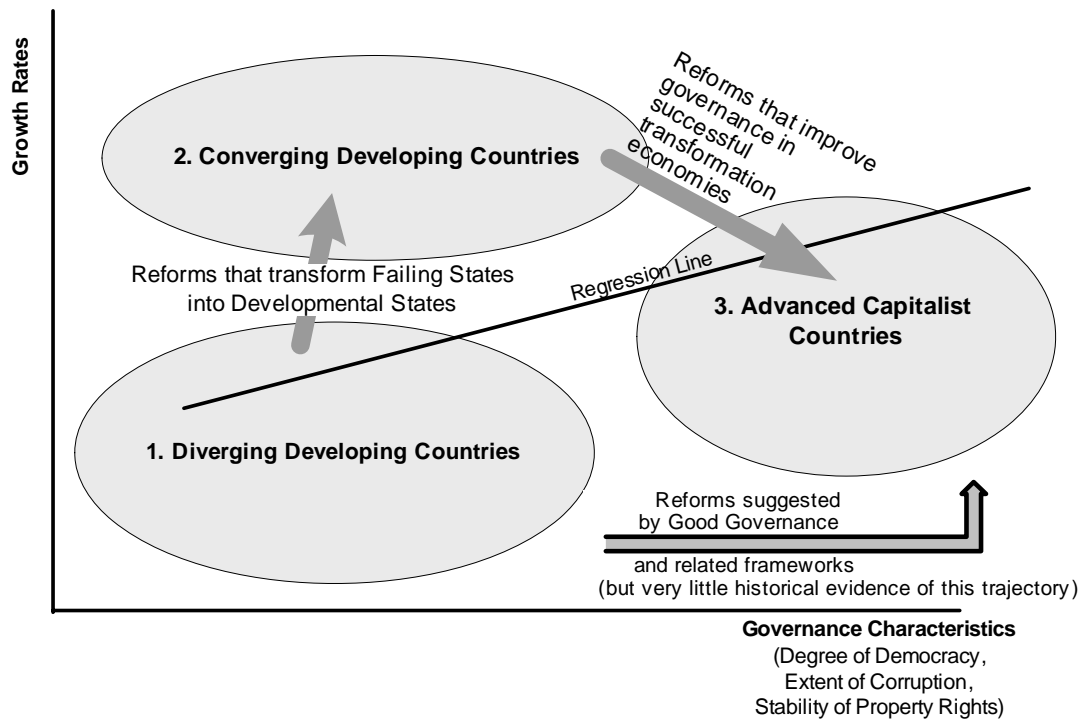 Growth Rates
Reforms that improve
governance in
successful
transformation
economies
2. Converging Developing Countries
Reforms that transform Failing States
into Developmental States
Regression Line
3. Advanced Capitalist
Countries
1. Diverging Developing Countries
Reforms suggested
by Good Governance
and related frameworks
(but very little historical evidence of this trajectory)
Governance Characteristics
(Degree of Democracy,
Extent of Corruption,
Stability of Property Rights)